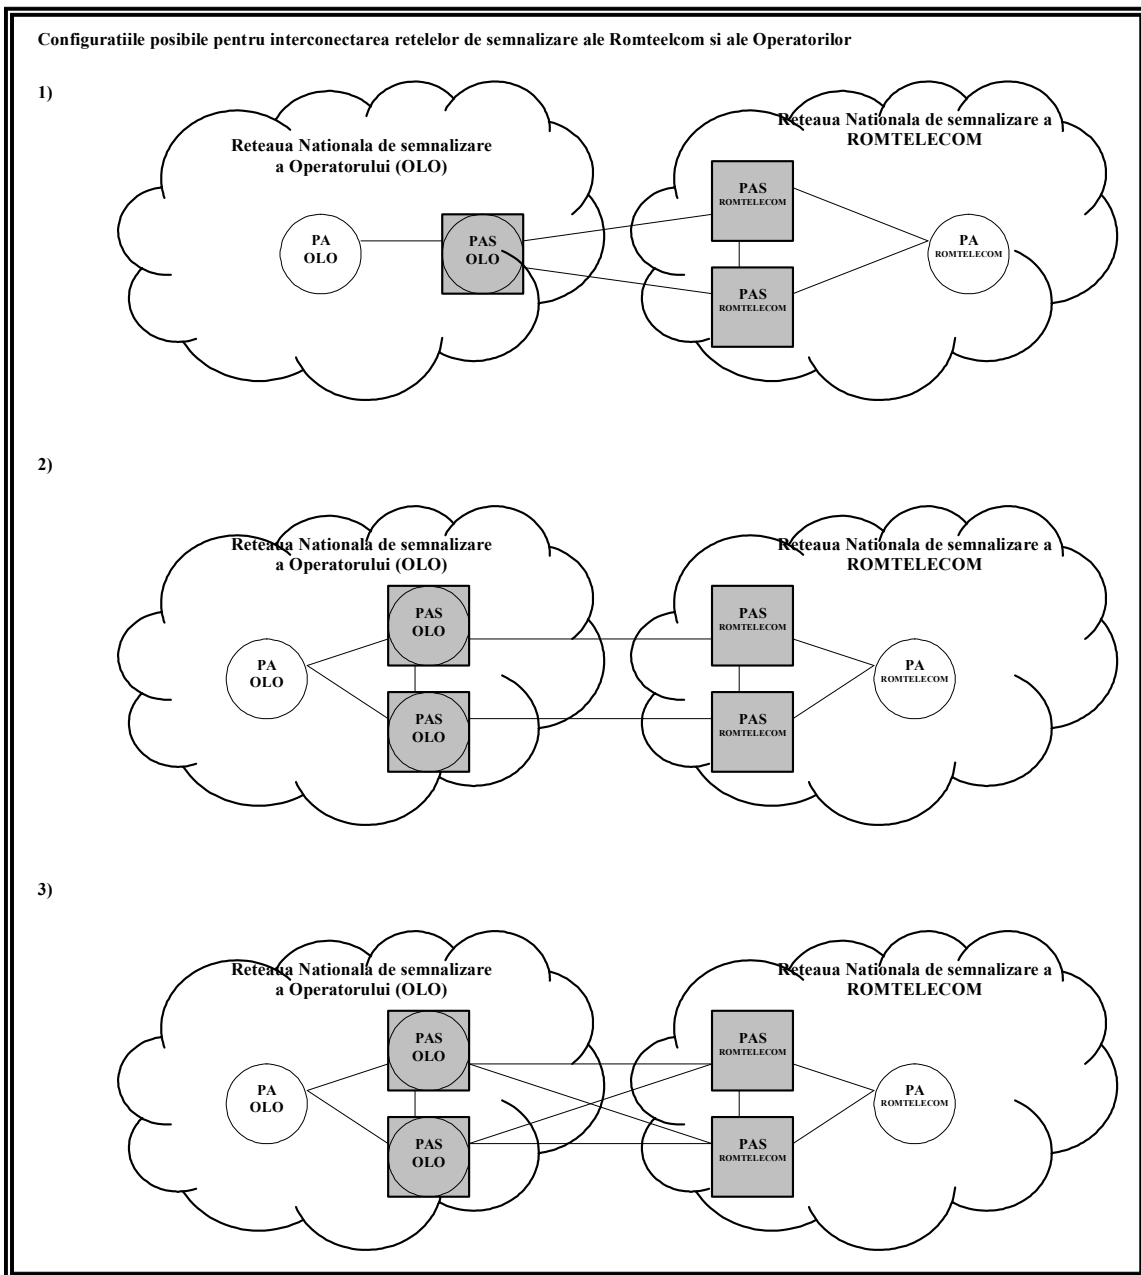 Configuratiile posibile pentru interconectarea retelelor de semnalizare ale Romteelcom si ale Operatorilor
1)
Reteaua Nationala de semnalizare
a Operatorului (OLO)
Reteaua Nationala de semnalizare a
ROMTELECOM
PA
OLO
PAS
OLO
PAS
ROMTELECOM
PAS
ROMTELECOM
PA
ROMTELECOM
2)
Reteaua Nationala de semnalizare
a Operatorului (OLO)
Reteaua Nationala de semnalizare a
ROMTELECOM
PA
OLO
PAS
OLO
PAS
OLO
PAS
ROMTELECOM
PAS
ROMTELECOM
PA
ROMTELECOM
3)
Reteaua Nationala de semnalizare
a Operatorului (OLO)
Reteaua Nationala de semnalizare a
ROMTELECOM
PA
OLO
PAS
OLO
PAS
OLO
PAS
ROMTELECOM
PAS
ROMTELECOM
PA
ROMTELECOM